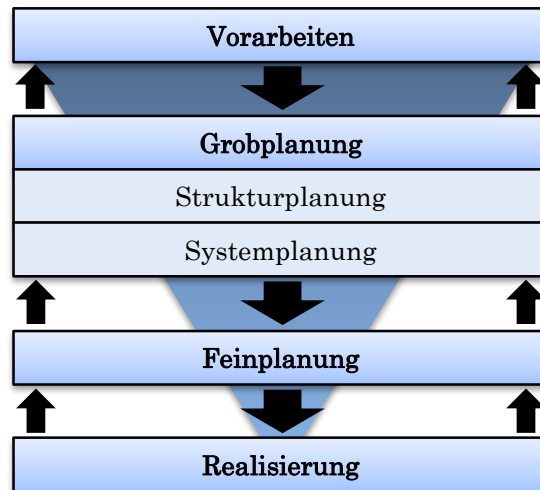 Vorarbeiten
Grobplanung
Strukturplanung
Systemplanung
Feinplanung
Realisierung